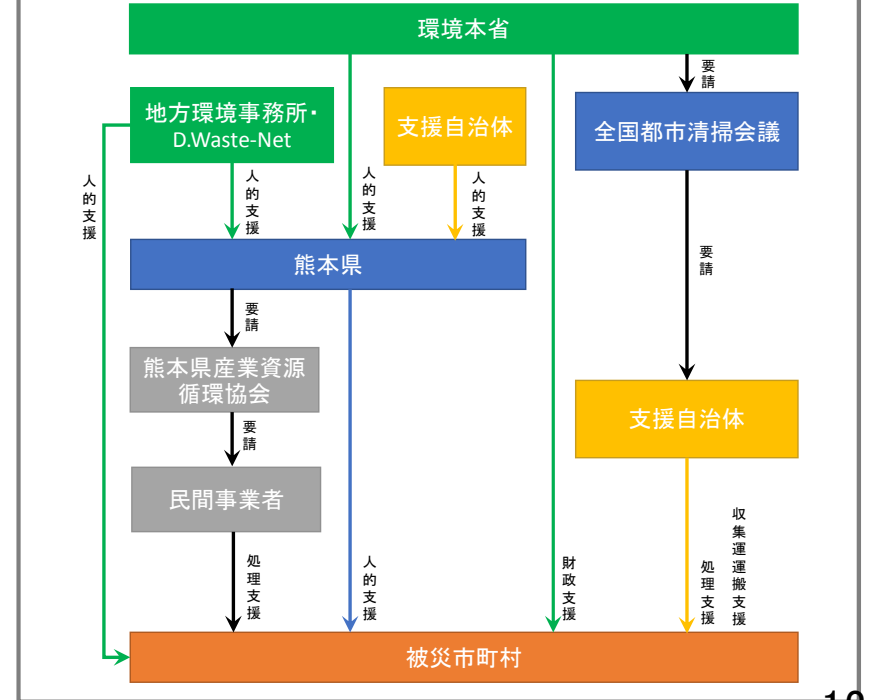 環境本省
要請
地方環境事務所・
D.Waste-Net
支援自治体
全国都市清掃会議
人的支援
人的支援
人的支援
人的支援
要請
熊本県
要請
熊本県産業資源
循環協会
支援自治体
要請
民間事業者
処理支援
人的支援
財政支援
処理支援
収集運運搬支援
被災市町村